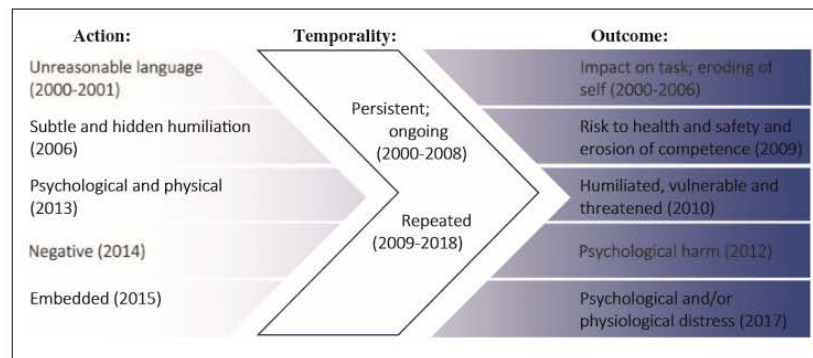 Action:
Temporality:
Outcome:
Unreasonable language
(2000-2001)
Subtle and hidden humiliation
(2006)
Psychological and physical
(2013)
Negative (2014)
Embedded (2015)
Persistent;
ongoing
(2000-2008)
Repeated
(2009-2018)
Impact on task; eroding of
self (2000-2006)
Risk to health and safety and
erosion of competence (2009)
Humiliated, vulnerable and
threatened (2010)
Psychological harm (2012)
Psychological and/or
physiological distress (2017)